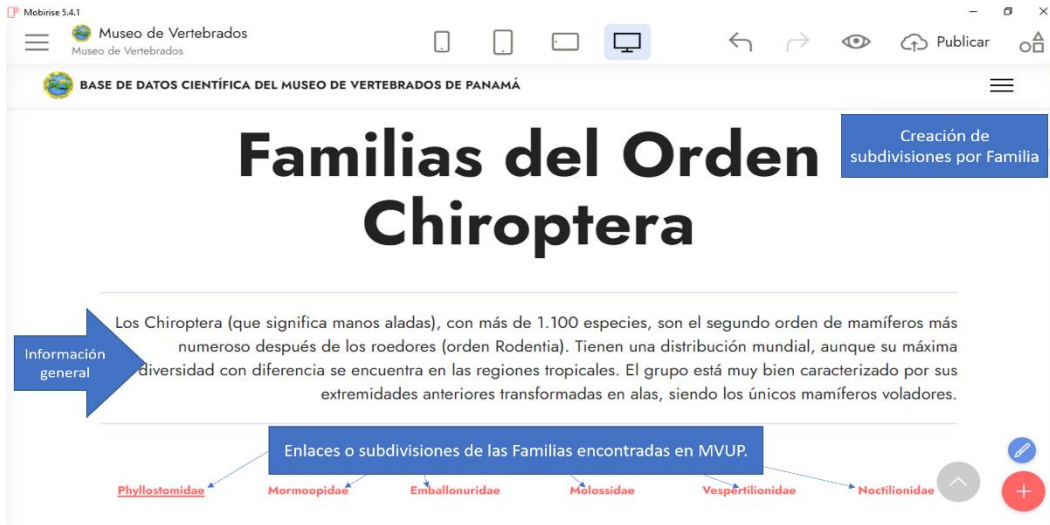 Mobirise 5.4.1
Museo de Vertebrados
Museo de Vertebrados
Publicar
BASE DE DATOS CIENTÍFICA DEL MUSEO DE VERTEBRADOS DE PANAMÁ
Familias del Orden
Chiroptera
Creación de
subdivisiones por Familia
Los Chiroptera (que significa manos aladas), con más de 1.100 especies, son el segundo orden de mamíferos más
numeroso después de los roedores (orden Rodentia). Tienen una distribución mundial, aunque su máxima
diversidad con diferencia se encuentra en las regiones tropicales. El grupo está muy bien caracterizado por sus
extremidades anteriores transformadas en alas, siendo los únicos mamíferos voladores.
Información
general
Enlaces o subdivisiones de las Familias encontradas en MVUP.
Phyllostomidae Mormoopidae Emballonuridae Molossidae Vespertilionidae Noctilionidae